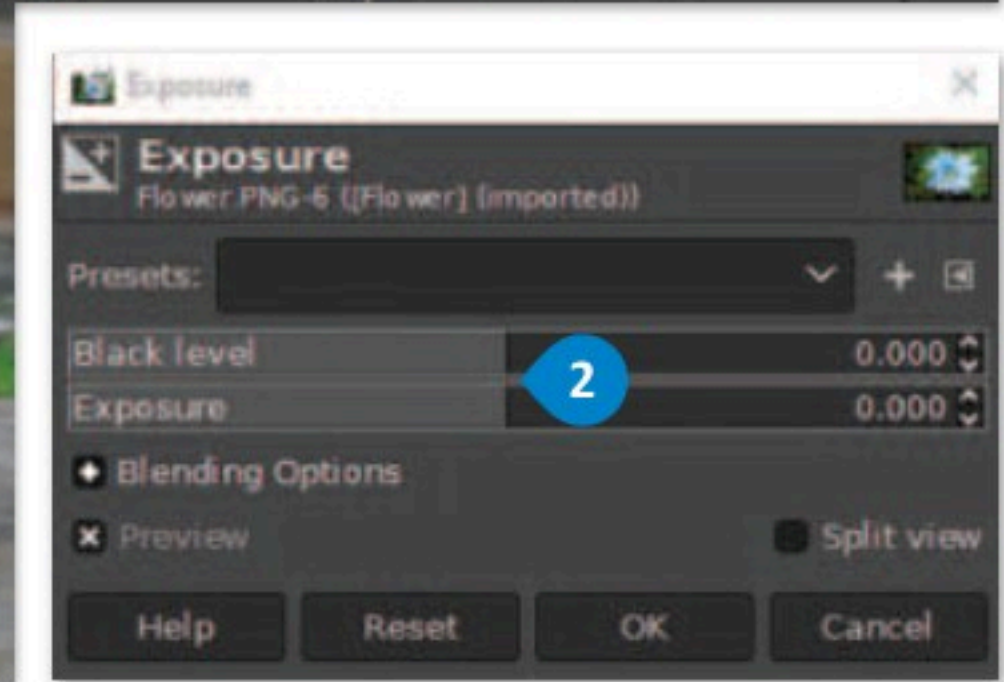 Exposure
Exposure
Flower PNG-6 ([Flower] (imported))
Presets:
Black level 0.000
2
Exposure 0.000
Blending Options
Preview Split view
Help Reset OK Cancel